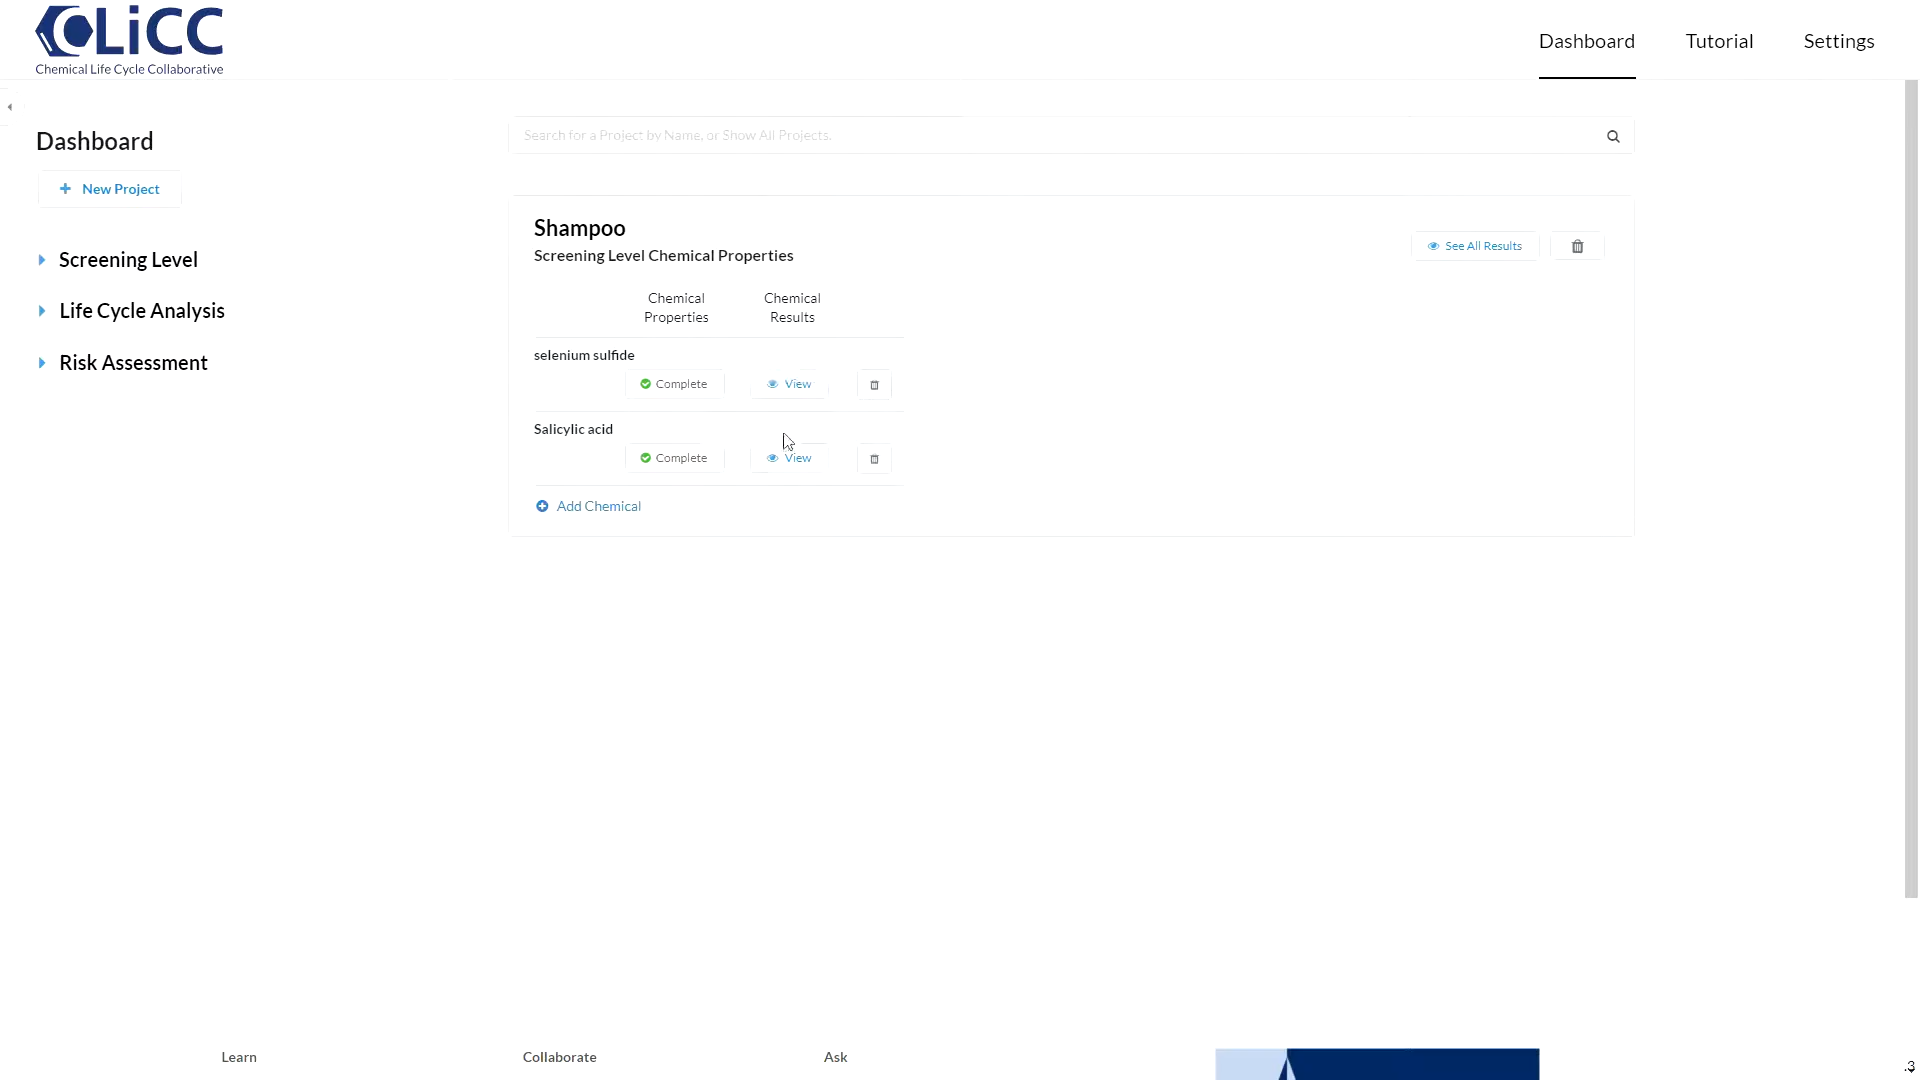 CLiCC
Chemical Life Cycle Collaborative
Dashboard
Tutorial
Settings
Dashboard
New Project
Screening Level
Life Cycle Analysis
Risk Assessment
Search for a Project by Name, or Show All Projects.
Shampoo
Screening Level Chemical Properties
See All Results
Chemical
Properties
Chemical
Results
selenium sulfide
Complete
View
Salicylic acid
Complete
View
Add Chemical
Learn
Collaborate
Ask